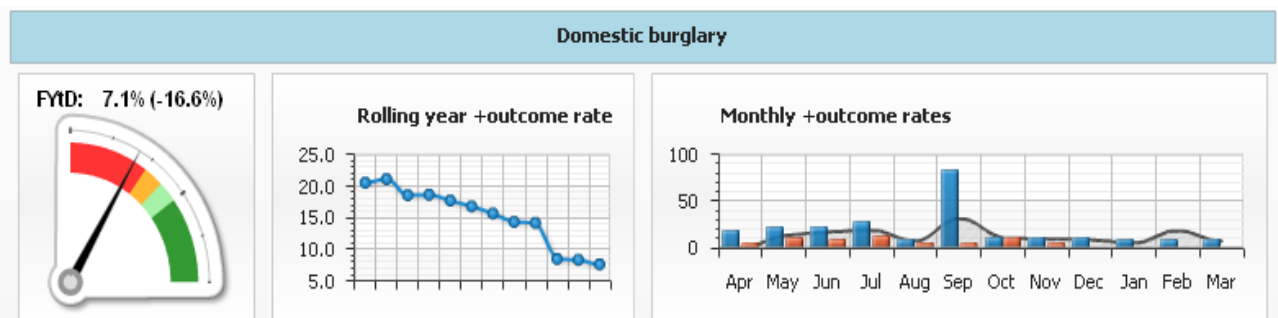 Domestic burglary
FYtD: 7.1% (-16.6%)
Rolling year +outcome rate
25.0
20.0
15.0
10.0
5.0
Monthly +outcome rates
100
50
0
Apr May Jun Jul Aug Sep Oct Nov Dec Jan Feb Mar